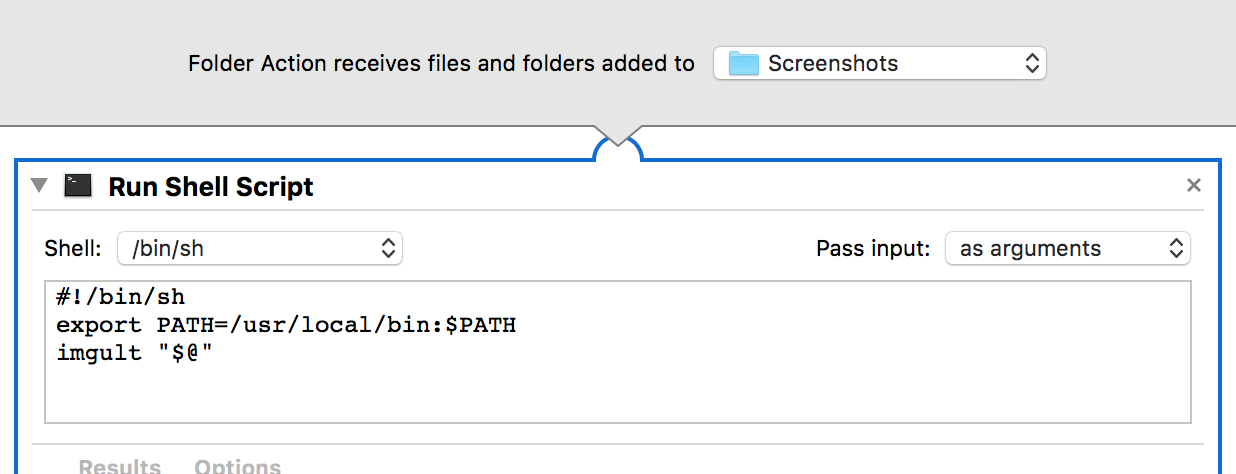 Folder Action receives files and folders added to Screenshots
Run Shell Script
Shell: /bin/sh Pass input: as arguments
#!/bin/sh
export PATH=/usr/local/bin:$PATH
imgult "$@"
Results Options